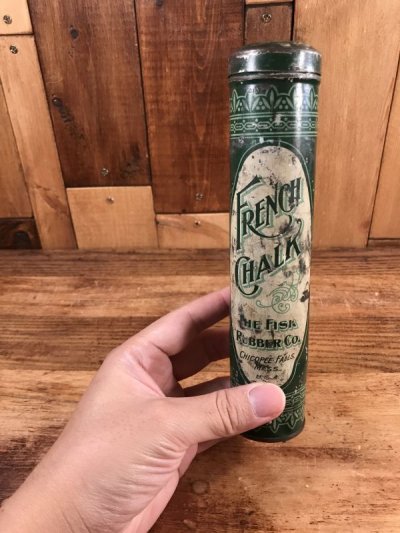 FRENCH
CHALK
THE FISK
RUBBER CO.
CHICOPEE FALLS,
MASS.
U.S.A.